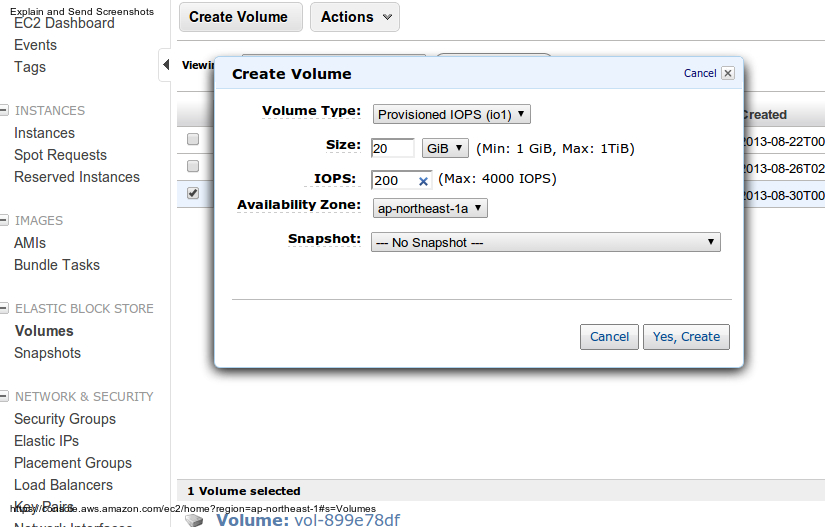 Explain and Send Screenshots
EC2 Dashboard
Events
Tags
INSTANCES
Instances
Spot Requests
Reserved Instances
IMAGES
AMIs
Bundle Tasks
ELASTIC BLOCK STORE
Volumes
Snapshots
NETWORK & SECURITY
Security Groups
Elastic IPs
Placement Groups
Load Balancers
Key Pairs
https://console.aws.amazon.com/ec2/home?region=ap-northeast-1#s=Volumes
Network Interfaces
Create Volume Actions
Viewin
Created
2013-08-22T00
2013-08-26T02
2013-08-30T00
Create Volume Cancel
Volume Type: Provisioned IOPS (io1)
Size: 20 GiB (Min: 1 GiB, Max: 1TiB)
IOPS: 200 (Max: 4000 IOPS)
Availability Zone: ap-northeast-1a
Snapshot: --- No Snapshot ---
Cancel Yes, Create
1 Volume selected
Volume: vol-899e78df